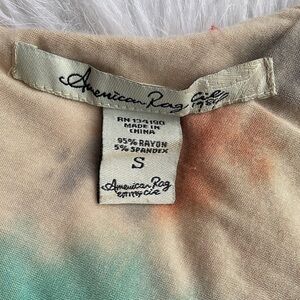 American Rag Cie
RN 134190
MADE IN
CHINA
95% RAYON
5% SPANDEX
S
American Rag
Cie